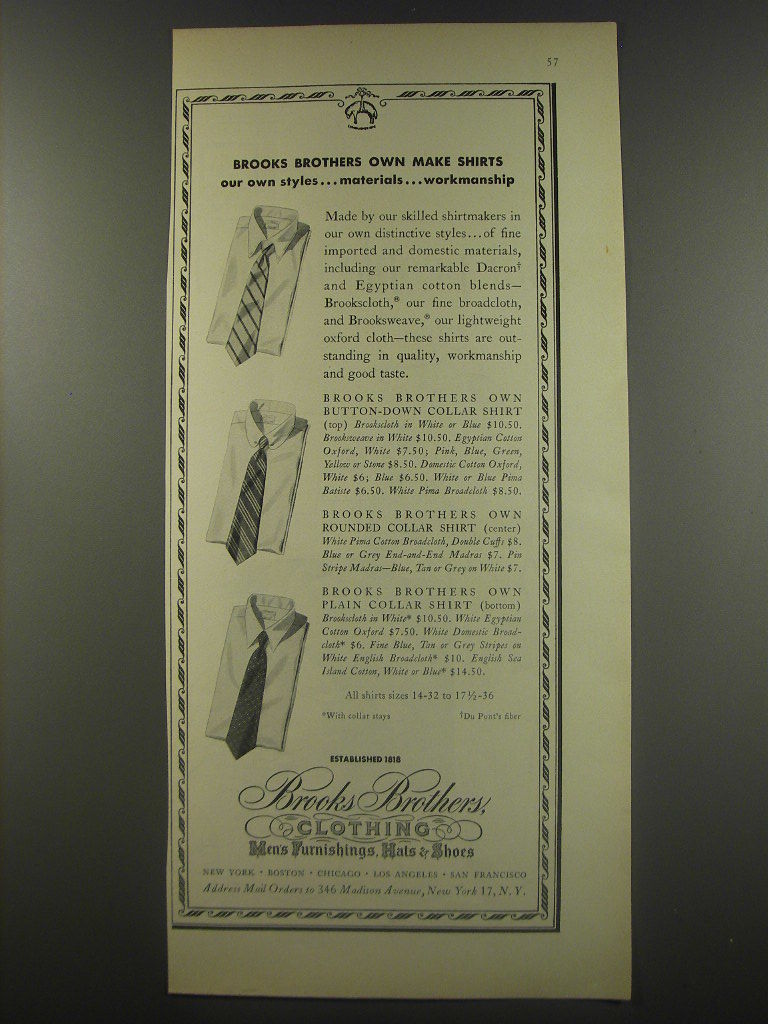 57
BROOKS BROTHERS OWN MAKE SHIRTS
our own styles...materials...workmanship
Made by our skilled shirtmakers in
our own distinctive styles...of fine
imported and domestic materials,
including our remarkable Dacron†
and Egyptian cotton blends—
Brookscloth,® our fine broadcloth,
and Brooksweave,® our lightweight
oxford cloth—these shirts are out-
standing in quality, workmanship
and good taste.
BROOKS BROTHERS OWN
BUTTON-DOWN COLLAR SHIRT
(top) Brookscloth in White or Blue $10.50.
Brooksweave in White $10.50. Egyptian Cotton
Oxford, White $7.50; Pink, Blue, Green,
Yellow or Stone $8.50. Domestic Cotton Oxford,
White $6; Blue $6.50. White or Blue Pima
Batiste $6.50. White Pima Broadcloth $8.50.
BROOKS BROTHERS OWN
ROUNDED COLLAR SHIRT (center)
White Pima Cotton Broadcloth, Double Cuffs $8.
Blue or Grey End-and-End Madras $7. Pin
Stripe Madras—Blue, Tan or Grey on White $7.
BROOKS BROTHERS OWN
PLAIN COLLAR SHIRT (bottom)
Brookscloth in White* $10.50. White Egyptian
Cotton Oxford $7.50. White Domestic Broad-
cloth* $6. Fine Blue, Tan or Grey Stripes on
White English Broadcloth* $10. English Sea
Island Cotton, White or Blue* $14.50.
All shirts sizes 14-32 to 17½-36
*With collar stays †Du Pont's fiber
ESTABLISHED 1818
Brooks Brothers,
CLOTHING
Men's Furnishings, Hats & Shoes
NEW YORK • BOSTON • CHICAGO • LOS ANGELES • SAN FRANCISCO
Address Mail Orders to 346 Madison Avenue, New York 17, N. Y.